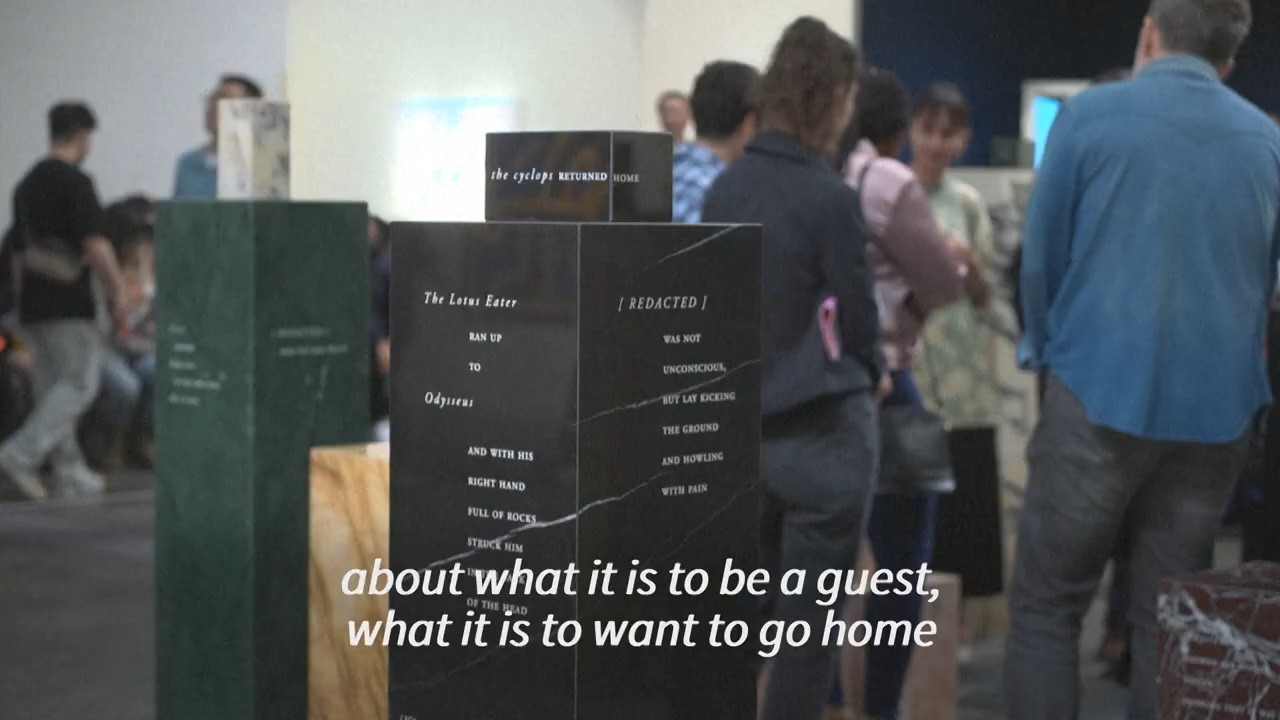 the cyclops RETURNED HOME
The Lotus Eater
RAN UP
TO
Odysseus
AND WITH HIS
RIGHT HAND
FULL OF ROCKS
STRUCK HIM
OF THE HEAD
[ REDACTED ]
WAS NOT
UNCONSCIOUS,
BUT LAY KICKING
THE GROUND
AND HOWLING
WITH PAIN
about what it is to be a guest,
what it is to want to go home